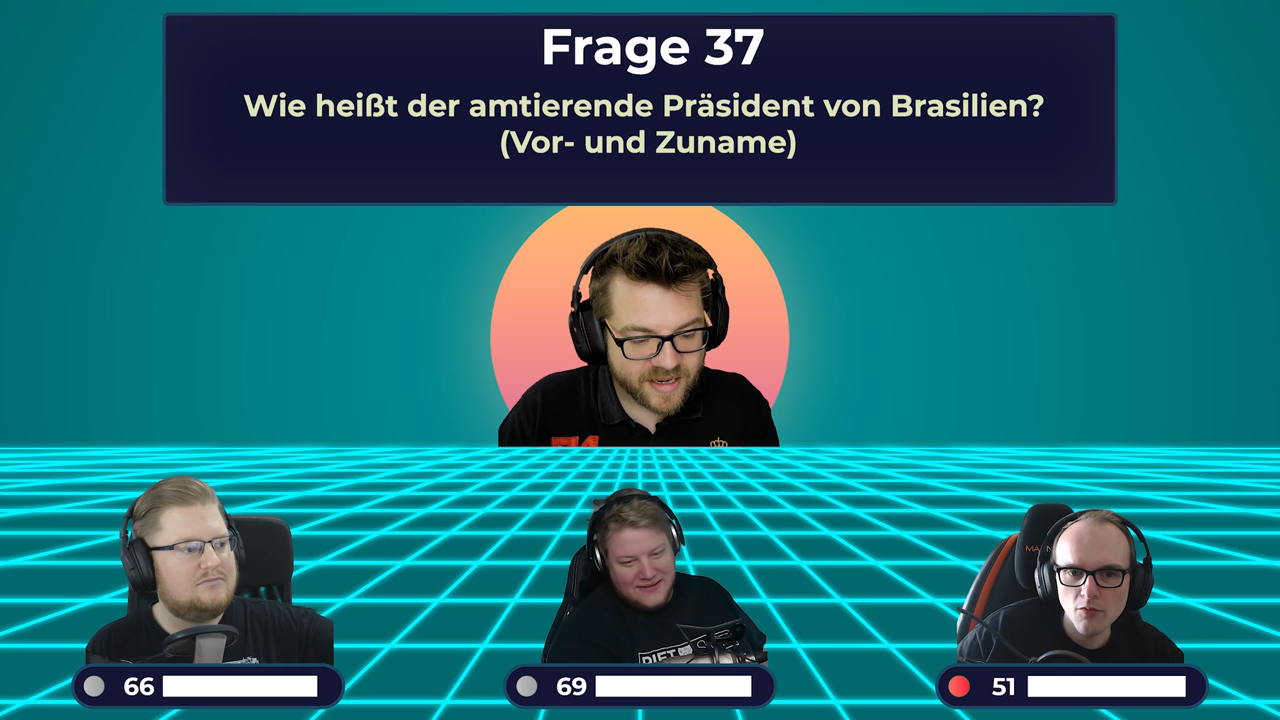 Frage 37
Wie heißt der amtierende Präsident von Brasilien?
(Vor- und Zuname)
66
69
51